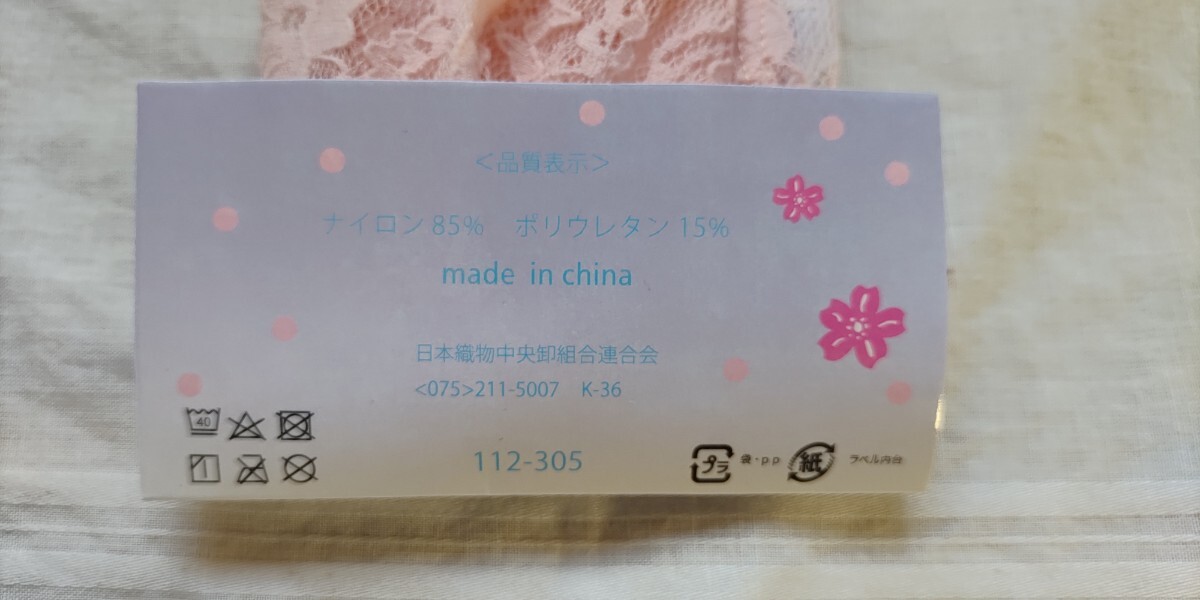 ＜品質表示＞
ナイロン 85%　ポリウレタン 15%
made in china
日本織物中央卸組合連合会
<075>211-5007　K-36
40
112-305
プラ 袋・pp 紙 ラベル内台